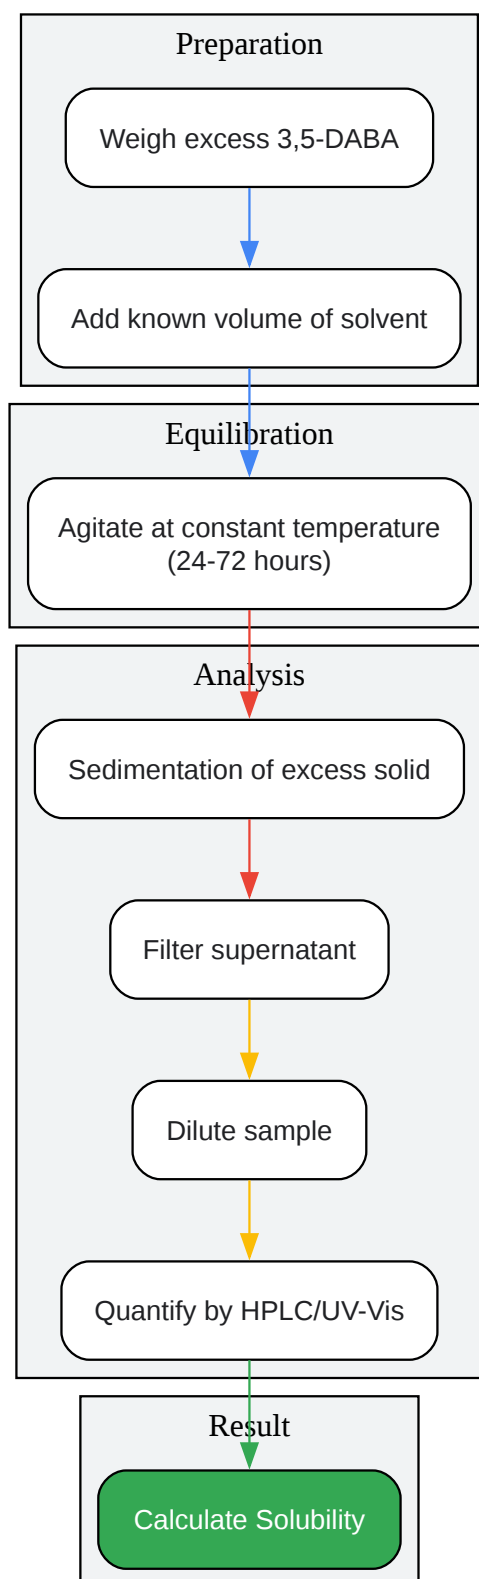 Preparation
Weigh excess 3,5-DABA
Add known volume of solvent
Equilibration
Agitate at constant temperature
(24-72 hours)
Analysis
Sedimentation of excess solid
Filter supernatant
Dilute sample
Quantify by HPLC/UV-Vis
Result
Calculate Solubility